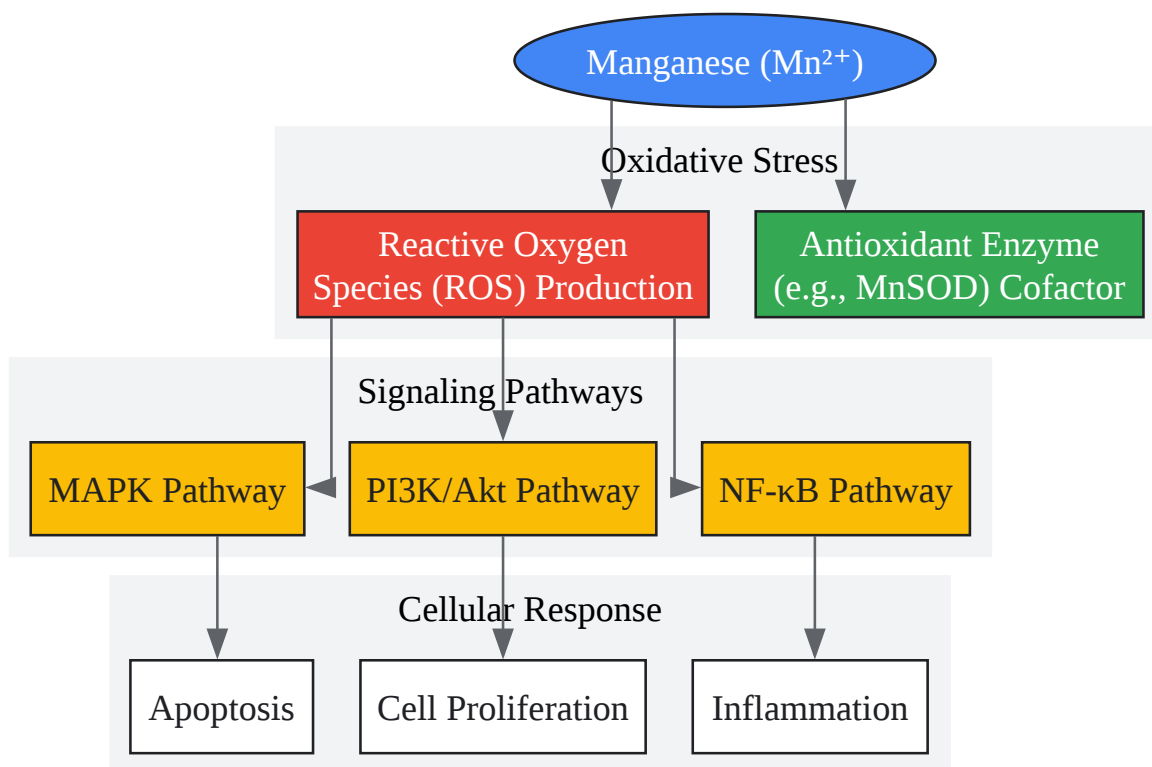 Manganese (Mn²⁺)
Oxidative Stress
Reactive Oxygen
Species (ROS) Production
Antioxidant Enzyme
(e.g., MnSOD) Cofactor
Signaling Pathways
MAPK Pathway
PI3K/Akt Pathway
NF-κB Pathway
Cellular Response
Apoptosis
Cell Proliferation
Inflammation